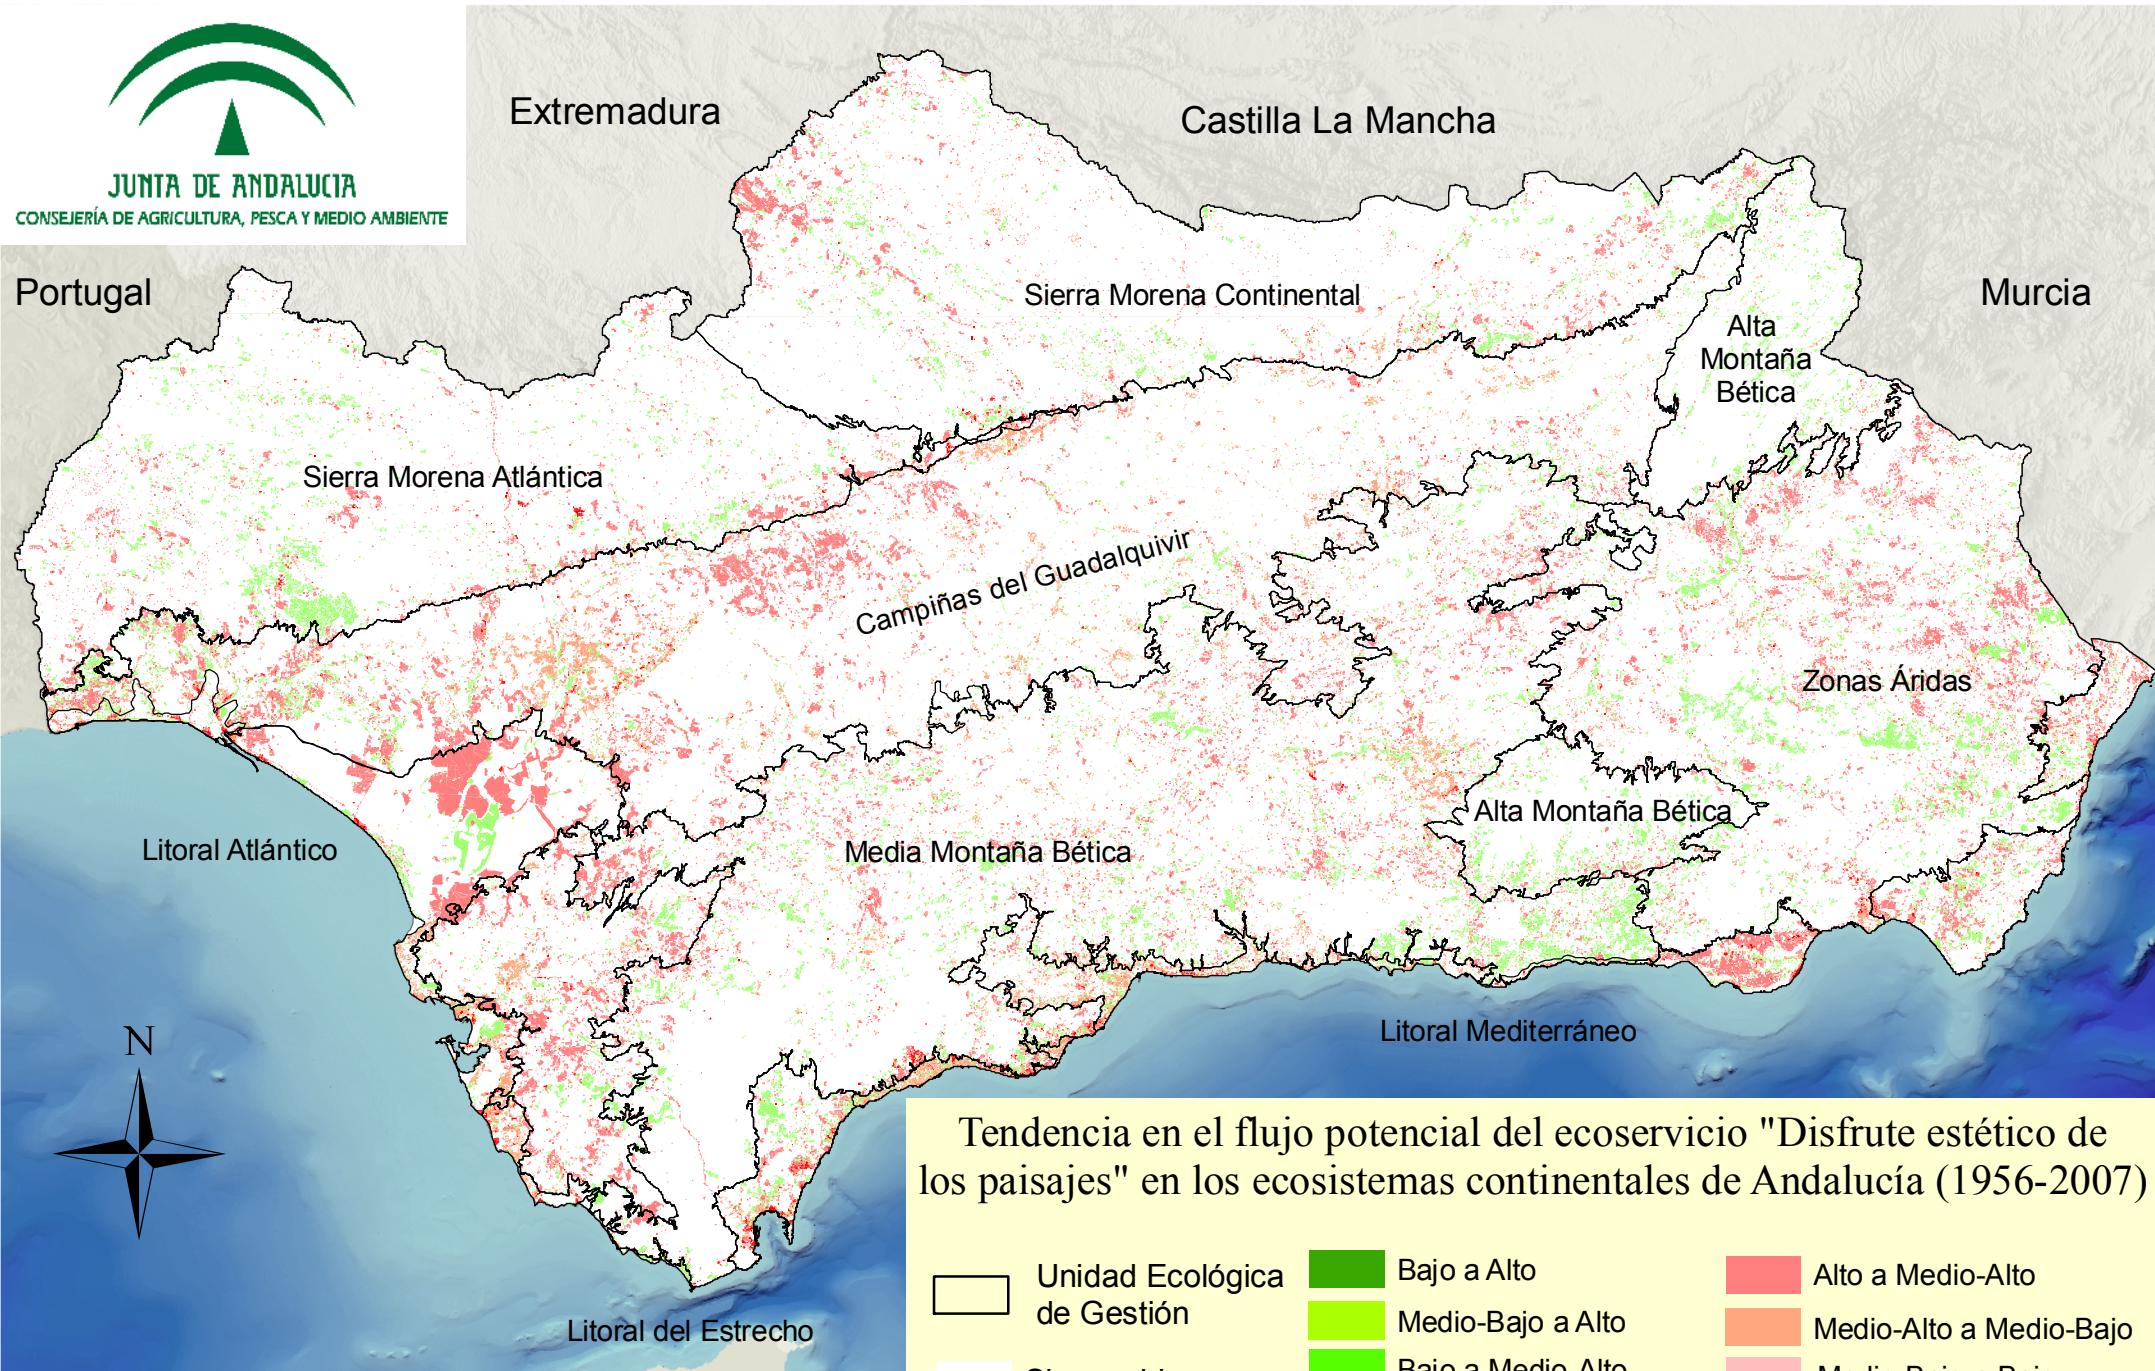 JUNTA DE ANDALUCIA
CONSEJERÍA DE AGRICULTURA, PESCA Y MEDIO AMBIENTE
Extremadura
Castilla La Mancha
Portugal
Murcia
Sierra Morena Continental
Alta
Montaña
Bética
Sierra Morena Atlántica
Campiñas del Guadalquivir
Zonas Áridas
Alta Montaña Bética
Litoral Atlántico
Media Montaña Bética
Litoral Mediterráneo
N
Litoral del Estrecho
Tendencia en el flujo potencial del ecoservicio "Disfrute estético de
los paisajes" en los ecosistemas continentales de Andalucía (1956-2007)
Unidad Ecológica
de Gestión
Bajo a Alto
Medio-Bajo a Alto
Bajo a Medio-Alto
Alto a Medio-Alto
Medio-Alto a Medio-Bajo